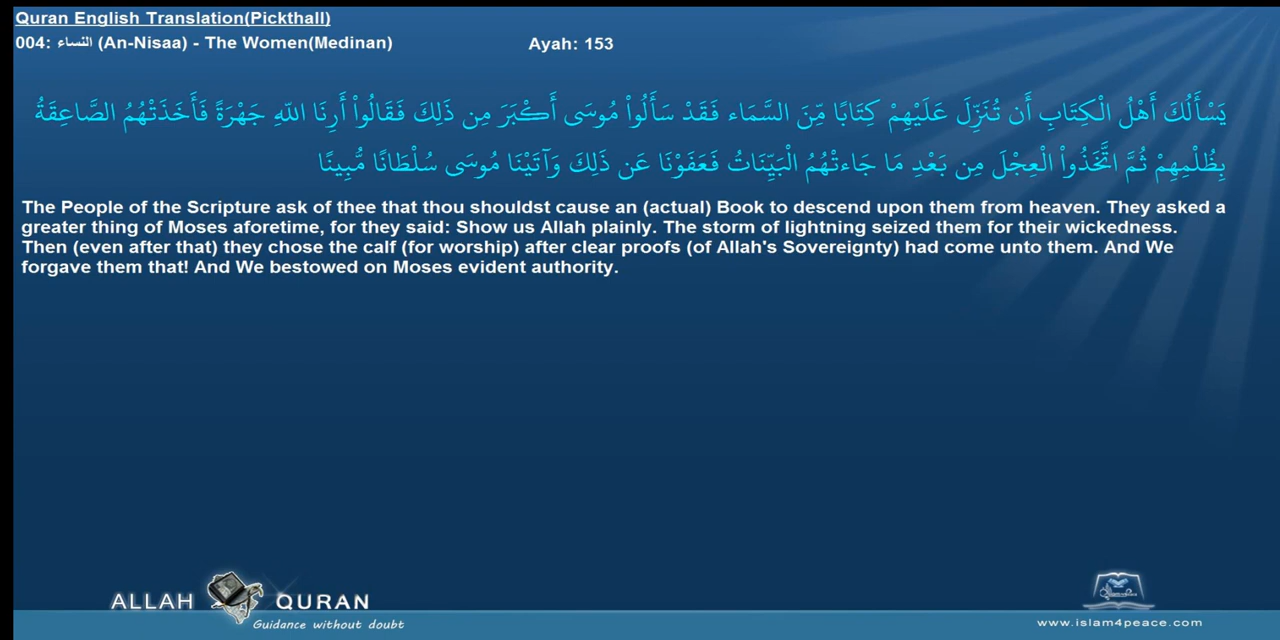 Quran English Translation(Pickthall)
004: النساء (An-Nisaa) - The Women(Medinan) Ayah: 153
يَسْأَلُكَ أَهْلُ الْكِتَابِ أَن تُنَزِّلَ عَلَيْهِمْ كِتَابًا مِّنَ السَّمَاء فَقَدْ سَأَلُواْ مُوسَى أَكْبَرَ مِن ذَلِكَ فَقَالُواْ أَرِنَا اللّهِ جَهْرَةً فَأَخَذَتْهُمُ الصَّاعِقَةُ
بِظُلْمِهِمْ ثُمَّ اتَّخَذُواْ الْعِجْلَ مِن بَعْدِ مَا جَاءتْهُمُ الْبَيِّنَاتُ فَعَفَوْنَا عَن ذَلِكَ وَآتَيْنَا مُوسَى سُلْطَانًا مُّبِينًا
The People of the Scripture ask of thee that thou shouldst cause an (actual) Book to descend upon them from heaven. They asked a
greater thing of Moses aforetime, for they said: Show us Allah plainly. The storm of lightning seized them for their wickedness.
Then (even after that) they chose the calf (for worship) after clear proofs (of Allah's Sovereignty) had come unto them. And We
forgave them that! And We bestowed on Moses evident authority.
ALLAH QURAN
Guidance without doubt
www.islam4peace.com